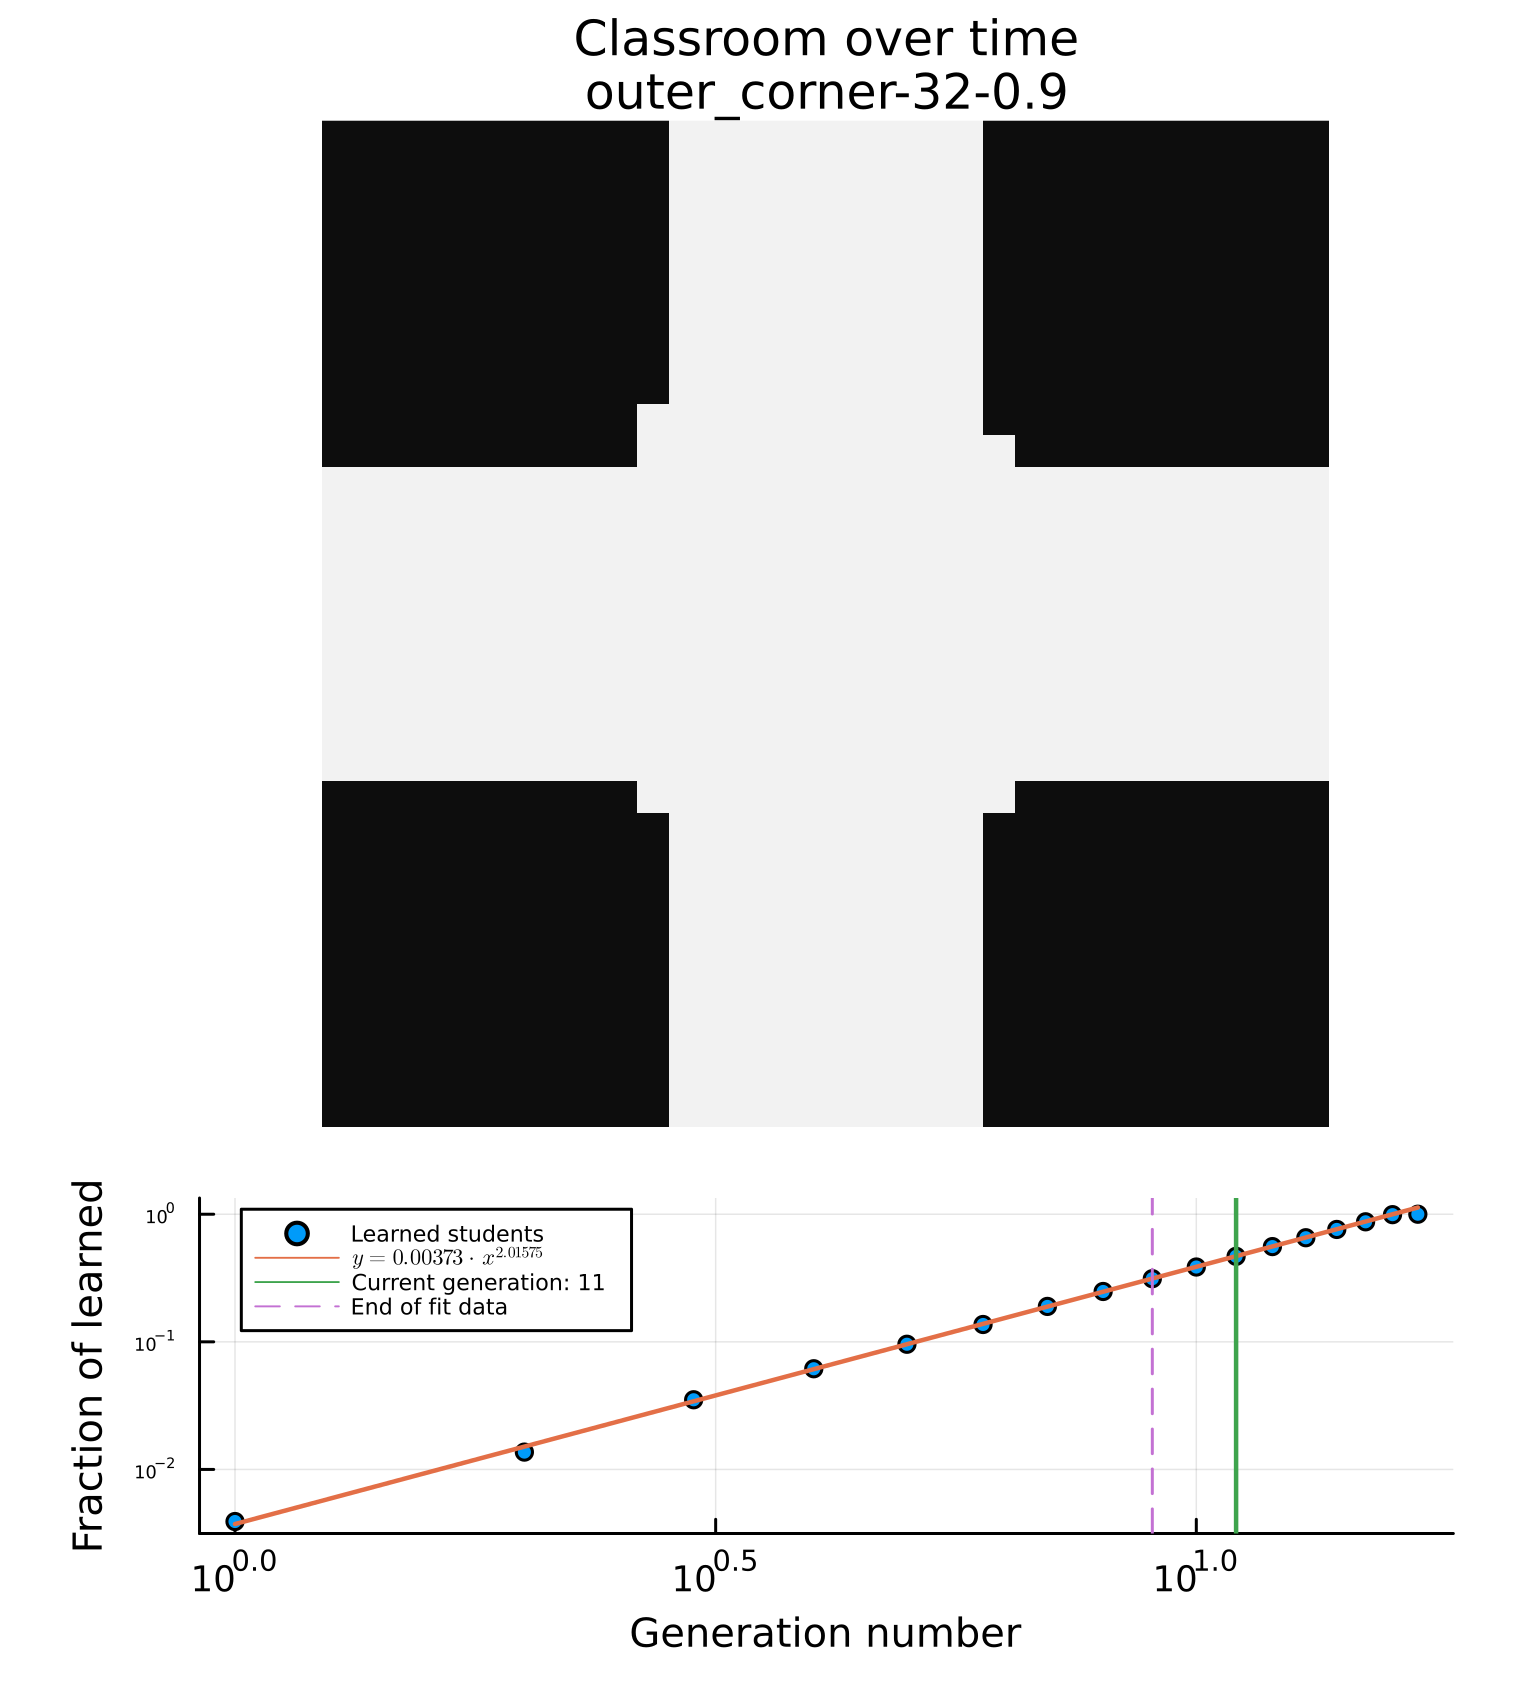 Classroom over time
outer_corner-32-0.9
Fraction of learned
10^0
10^-1
10^-2
Learned students
y = 0.00373 · x^2.01575
Current generation: 11
End of fit data
10^0.0
10^0.5
10^1.0
Generation number